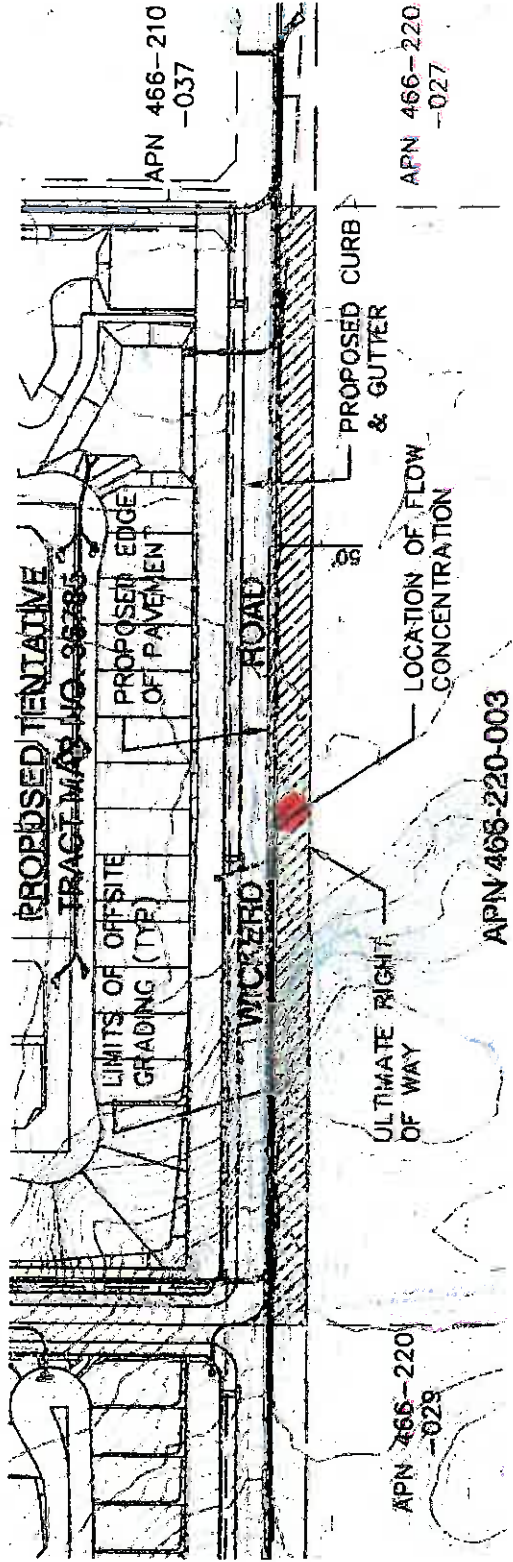 PROPOSED TENTATIVE
TRACT MAP NO. 36785
LIMITS OF OFFSITE
GRADING (TYP)
PROPOSED EDGE
OF PAVEMENT
APN 466-210
-037
WICKERD ROAD
50'
PROPOSED CURB
& GUTTER
LOCATION OF FLOW
CONCENTRATION
ULTIMATE RIGHT
OF WAY
APN 466-220
-029
APN 466-220-003
APN 466-220
-027